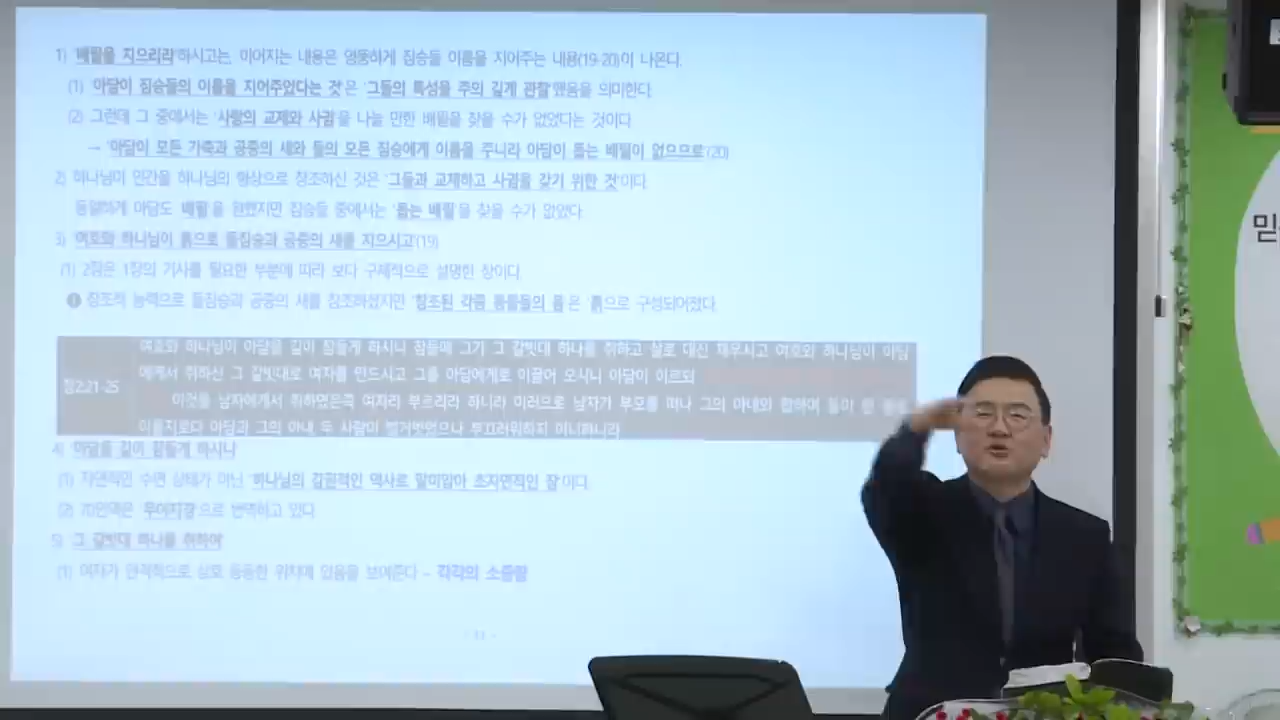 1) '배필을 지으리라'하시고는, 이어지는 내용은 엉뚱하게 짐승들 이름을 지어주는 내용(19-20)이 나온다.
(1) '아담이 짐승들의 이름을 지어주었다는 것'은 '그들의 특성을 주의 깊게 관찰'했음을 의미한다.
(2) 그런데 그 중에서는 '사랑의 교제와 사귐'을 나눌 만한 배필을 찾을 수가 없었다는 것이다.
→ '아담이 모든 가축과 공중의 새와 들의 모든 짐승에게 이름을 주니라 아담이 돕는 배필이 없으므로'(20)
2) 하나님이 인간을 하나님의 형상으로 창조하신 것은 '그들과 교제하고 사귐을 갖기 위한 것'이다.
동일하게 아담도 '배필'을 원했지만 짐승들 중에서는 '돕는 배필'을 찾을 수가 없었다.
3) '여호와 하나님이 흙으로 들짐승과 공중의 새를 지으시고'(19)
(1) 2장은 1장의 기사를 필요한 부분에 따라 보다 구체적으로 설명한 장이다.
❶ 창조적 능력으로 들짐승과 공중의 새를 창조하셨지만 '창조된 각종 동물들의 몸'은 '흙'으로 구성되어졌다.
창2:21-25
여호와 하나님이 아담을 깊이 잠들게 하시니 잠들매 그가 그 갈빗대 하나를 취하고 살로 대신 채우시고 여호와 하나님이 아담
에게서 취하신 그 갈빗대로 여자를 만드시고 그를 아담에게로 이끌어 오시니 아담이 이르되
이것을 남자에게서 취하였은즉 여자라 부르리라 하니라 이러므로 남자가 부모를 떠나 그의 아내와 합하여 둘이 한 몸을
이룰지로다 아담과 그의 아내 두 사람이 벌거벗었으나 부끄러워하지 아니하니라
4) 아담을 깊이 잠들게 하시니
(1) 자연적인 수면 상태가 아닌 '하나님의 강권적인 역사로 말미암아 초자연적인 잠'이다.
(2) 70인역은 '무아지경'으로 번역하고 있다.
5) 그 갈빗대 하나를 취하여
(1) 여자가 인격적으로 상호 동등한 위치에 있음을 보여준다 - 각각의 소중함
- 11 -